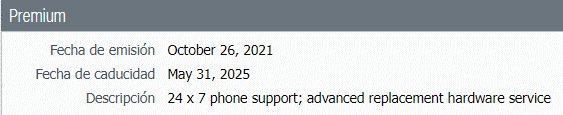 Premium
Fecha de emisión October 26, 2021
Fecha de caducidad May 31, 2025
Descripción 24 x 7 phone support; advanced replacement hardware service